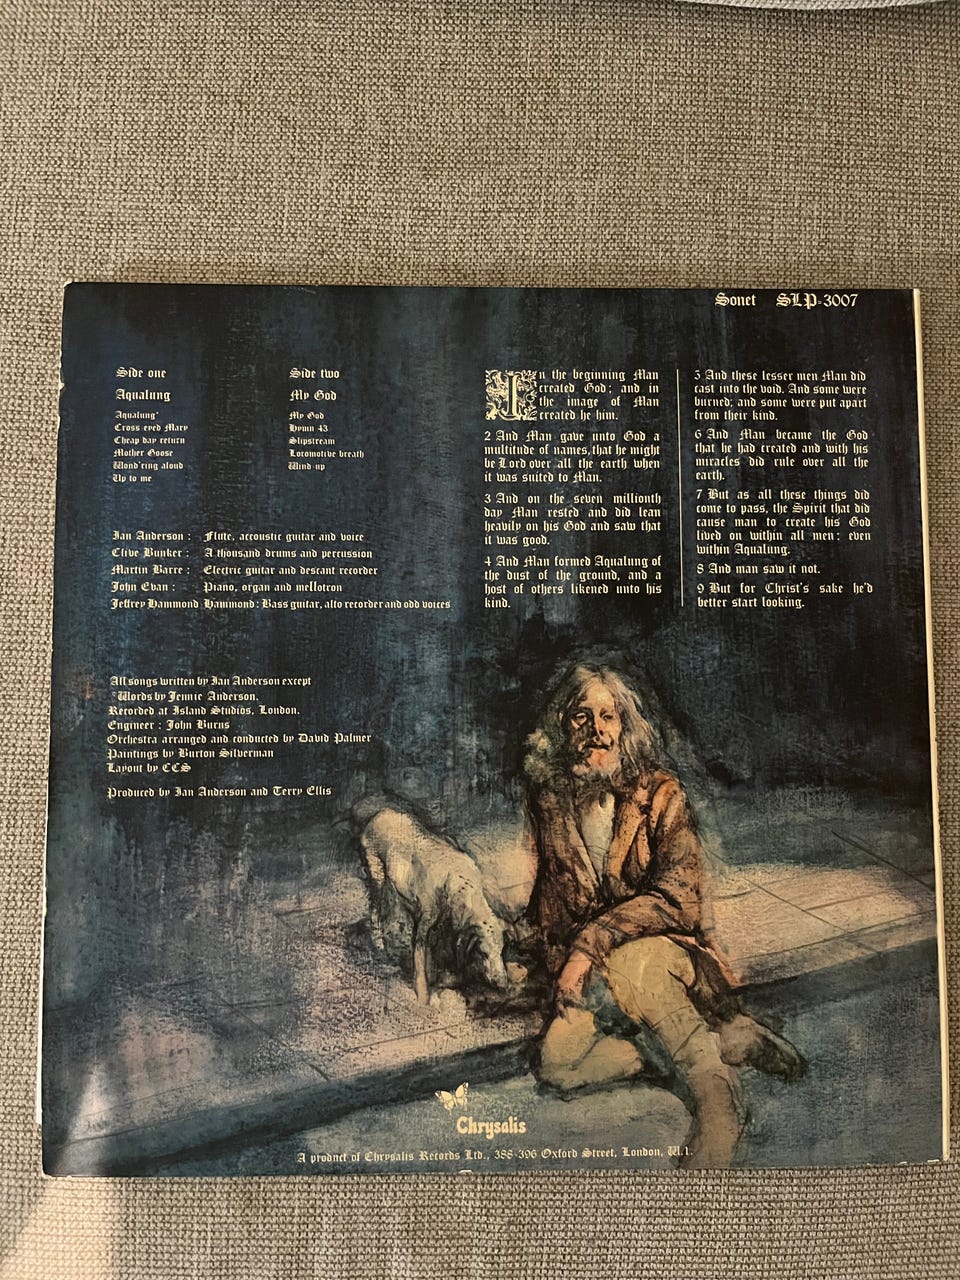 Sonet SLP-3007
Side one
Aqualung
Aqualung*
Cross-eyed Mary
Cheap day return
Mother Goose
Wond'ring aloud
Up to me
Side two
My God
My God
Hymn 43
Slipstream
Locomotive breath
Wind-up
Ian Anderson : Flute, accoustic guitar and voice
Clive Bunker : A thousand drums and percussion
Martin Barre : Electric guitar and descant recorder
John Evan : Piano, organ and mellotron
Jeffrey Hammond Hammond : Bass guitar, alto recorder and odd voices
All songs written by Ian Anderson except
*Words by Jennie Anderson.
Recorded at Island Studios, London.
Engineer : John Burns
Orchestra arranged and conducted by David Palmer
Paintings by Burton Silverman
Layout by CCS
Produced by Ian Anderson and Terry Ellis
In the beginning Man
created God; and in
the image of Man
created he him.
2 And Man gave unto God a
multitude of names, that he might
be Lord over all the earth when
it was suited to Man.
3 And on the seven millionth
day Man rested and did lean
heavily on his God and saw that
it was good.
4 And Man formed Aqualung of
the dust of the ground, and a
host of others likened unto his
kind.
5 And these lesser men Man did
cast into the void. And some were
burned; and some were put apart
from their kind.
6 And Man became the God
that he had created and with his
miracles did rule over all the
earth.
7 But as all these things did
come to pass, the Spirit that did
cause man to create his God
lived on within all men : even
within Aqualung.
8 And man saw it not.
9 But for Christ's sake he'd
better start looking.
Chrysalis
A product of Chrysalis Records Ltd., 388-396 Oxford Street, London, W.1.